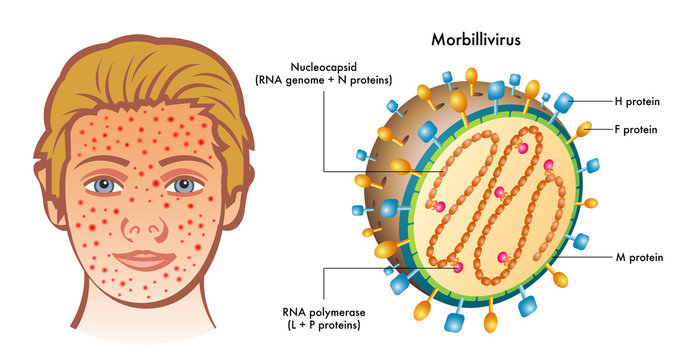 Morbillivirus
Nucleocapsid
(RNA genome + N proteins)
H protein
F protein
M protein
RNA polymerase
(L + P proteins)